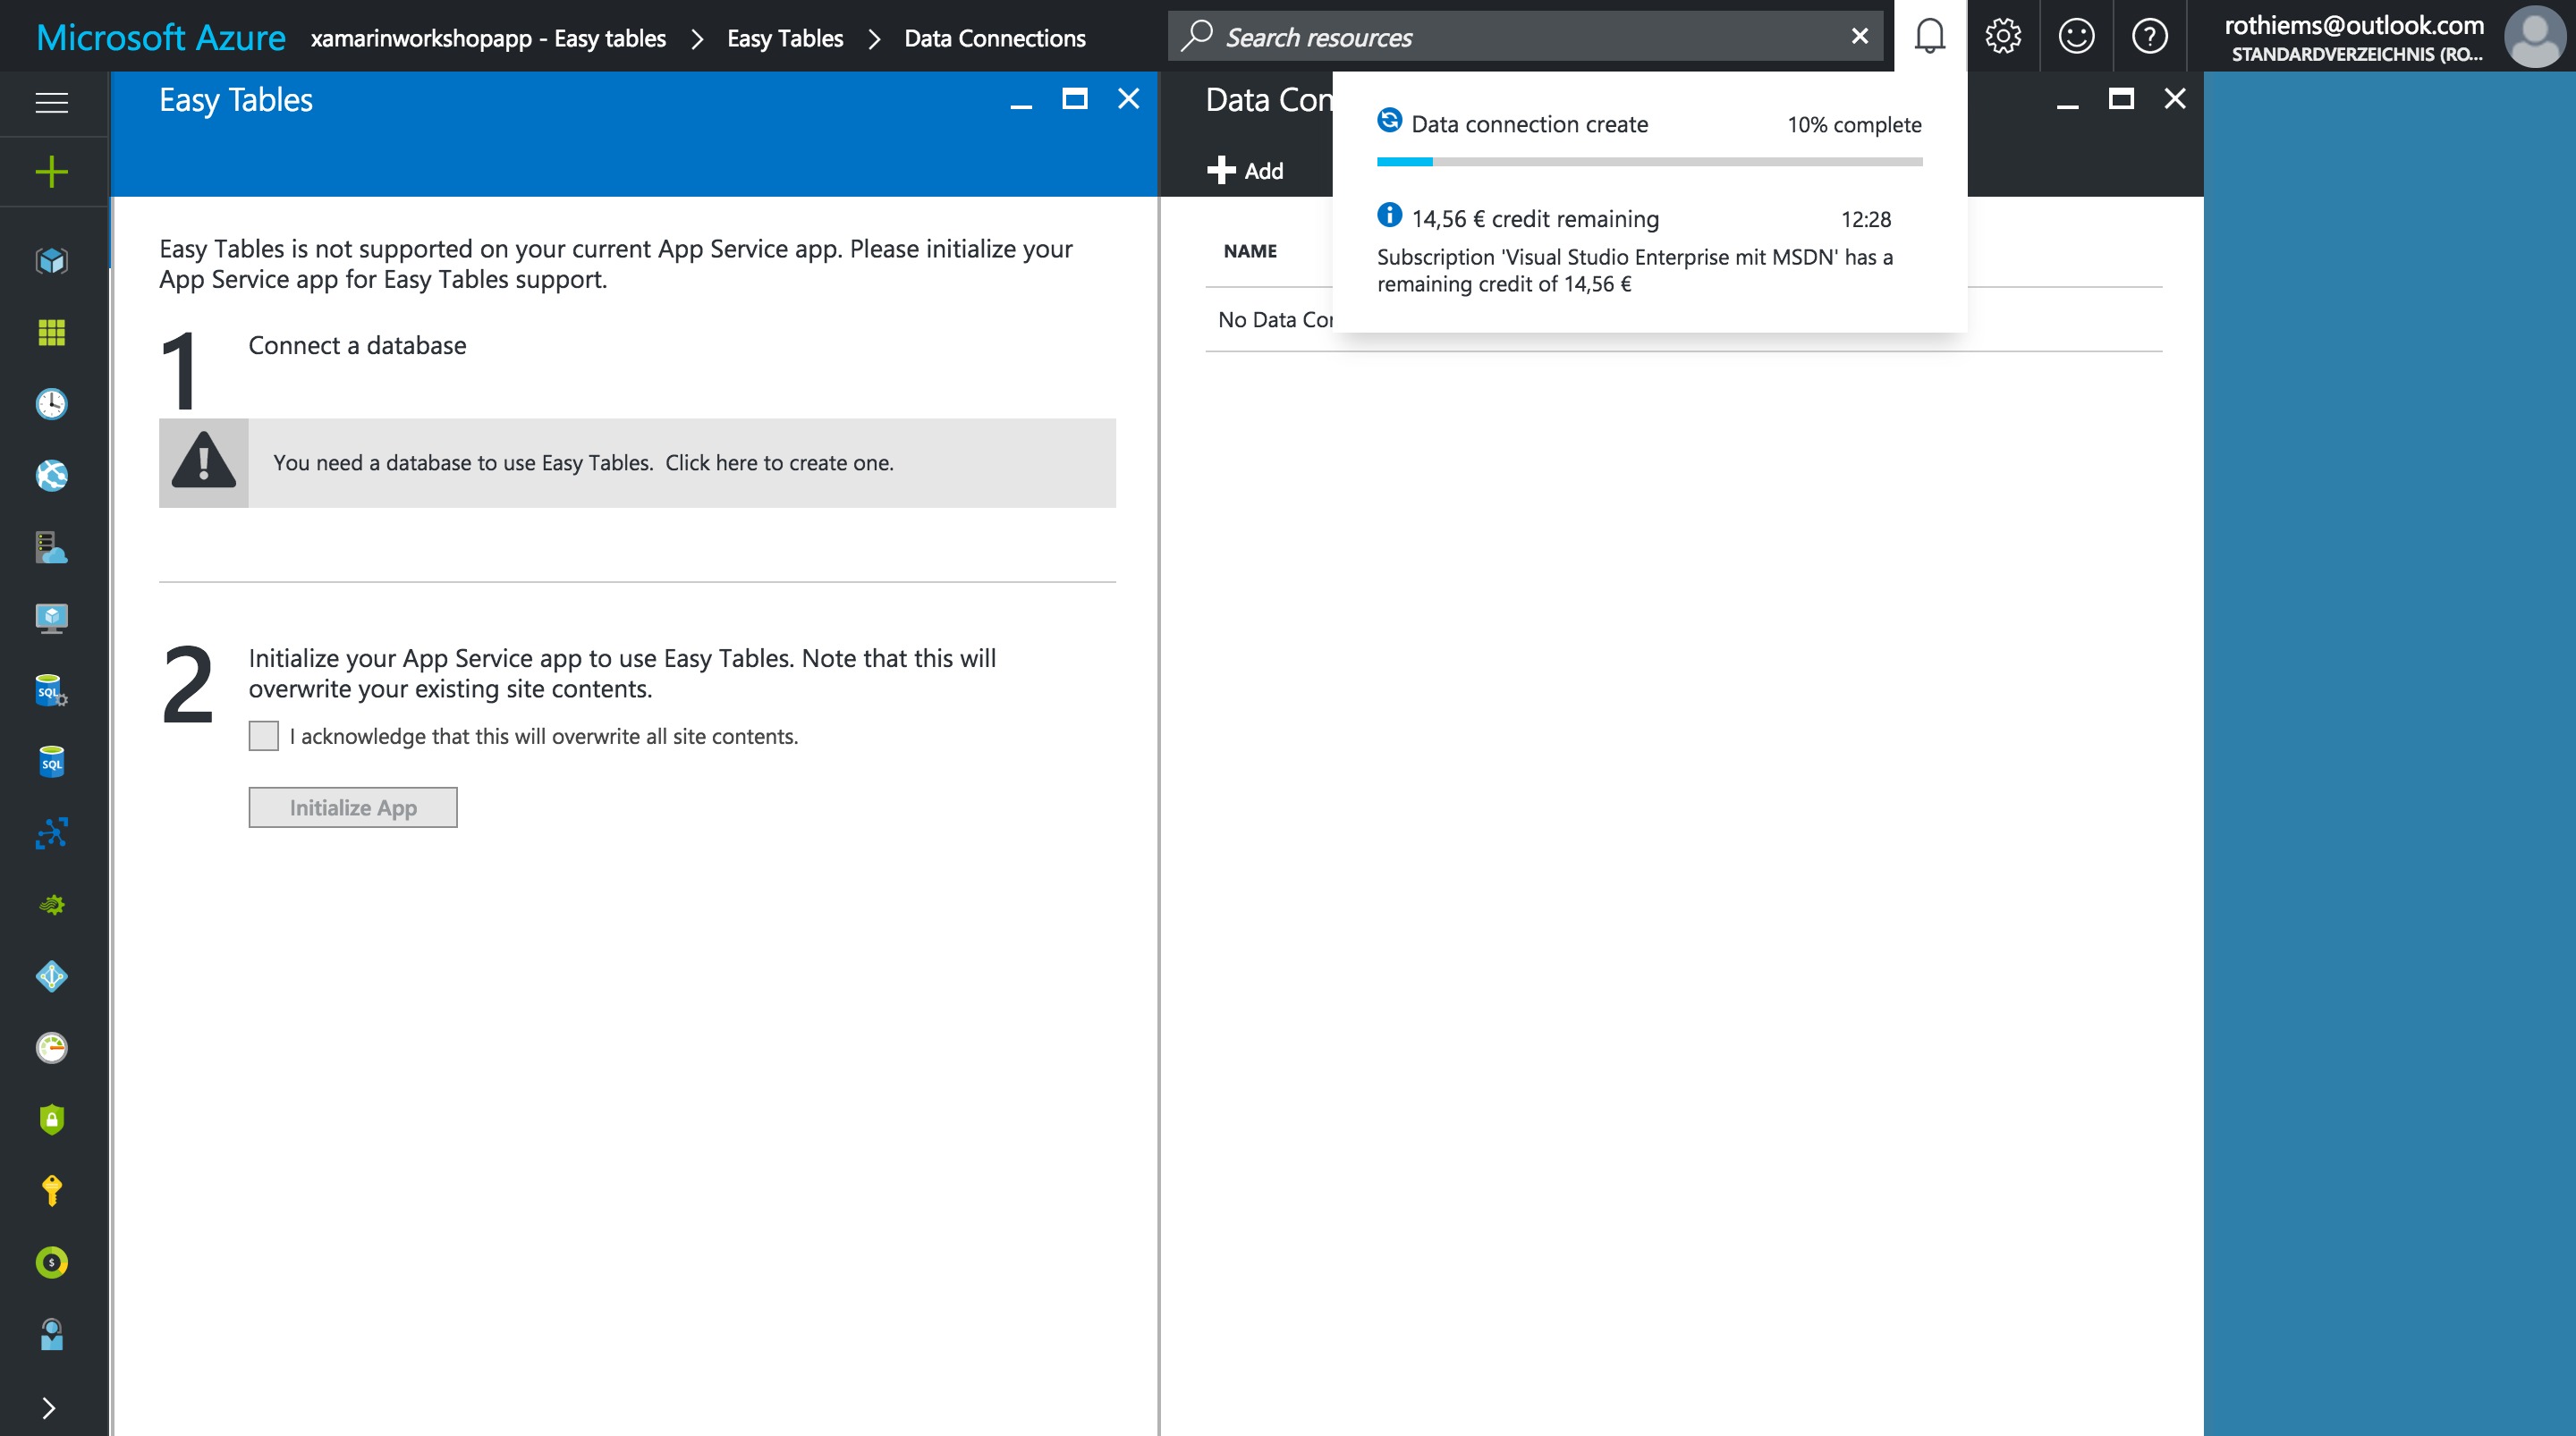 Microsoft Azure xamarinworkshopapp - Easy tables > Easy Tables > Data Connections
Search resources
rothiems@outlook.com
STANDARDVERZEICHNIS (RO...
Easy Tables
Easy Tables is not supported on your current App Service app. Please initialize your
App Service app for Easy Tables support.
1 Connect a database
You need a database to use Easy Tables. Click here to create one.
2 Initialize your App Service app to use Easy Tables. Note that this will
overwrite your existing site contents.
I acknowledge that this will overwrite all site contents.
Initialize App
Data Con
Add
NAME
No Data Con
Data connection create 10% complete
14,56 € credit remaining 12:28
Subscription 'Visual Studio Enterprise mit MSDN' has a
remaining credit of 14,56 €
SQL
SQL